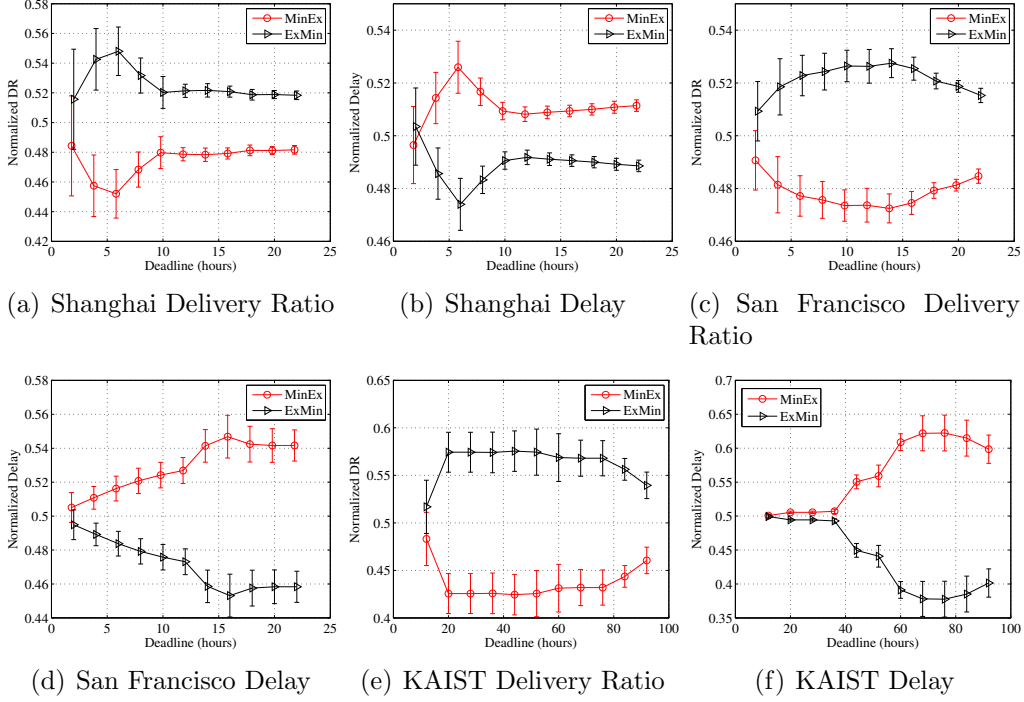 0.58
0.56
0.54
0.52
0.5
0.48
0.46
0.44
0.42
0 5 10 15 20 25
Normalized DR
Deadline (hours)
MinEx
ExMin
(a) Shanghai Delivery Ratio
0.54
0.52
0.5
0.48
0.46
0 5 10 15 20 25
Normalized Delay
Deadline (hours)
MinEx
ExMin
(b) Shanghai Delay
0.54
0.52
0.5
0.48
0.46
0 5 10 15 20 25
Normalized DR
Deadline (hours)
MinEx
ExMin
(c) San Francisco Delivery
Ratio
0.58
0.56
0.54
0.52
0.5
0.48
0.46
0.44
0 5 10 15 20 25
Normalized Delay
Deadline (hours)
MinEx
ExMin
(d) San Francisco Delay
0.65
0.6
0.55
0.5
0.45
0.4
0 20 40 60 80 100
Normalized DR
Deadline (hours)
MinEx
ExMin
(e) KAIST Delivery Ratio
0.7
0.65
0.6
0.55
0.5
0.45
0.4
0.35
0 20 40 60 80 100
Normalized Delay
Deadline (hours)
MinEx
ExMin
(f) KAIST Delay